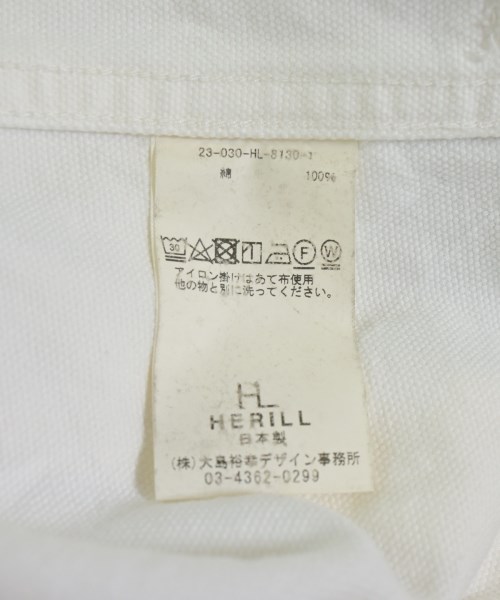 23-030-HL-8130-1
綿 100%
30
F W
アイロン掛けはあて布使用
他の物と別に洗ってください。
HL
HERILL
日本製
(株)大島裕幸デザイン事務所
03-4362-0299